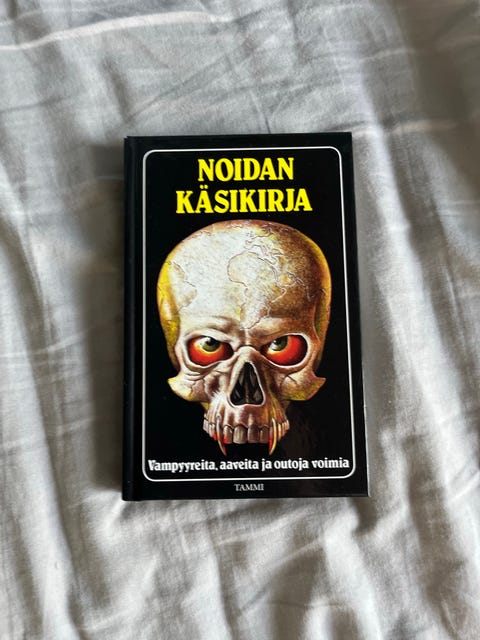 NOIDAN
KÄSIKIRJA
Vampyyreita, aaveita ja outoja voimia
TAMMI